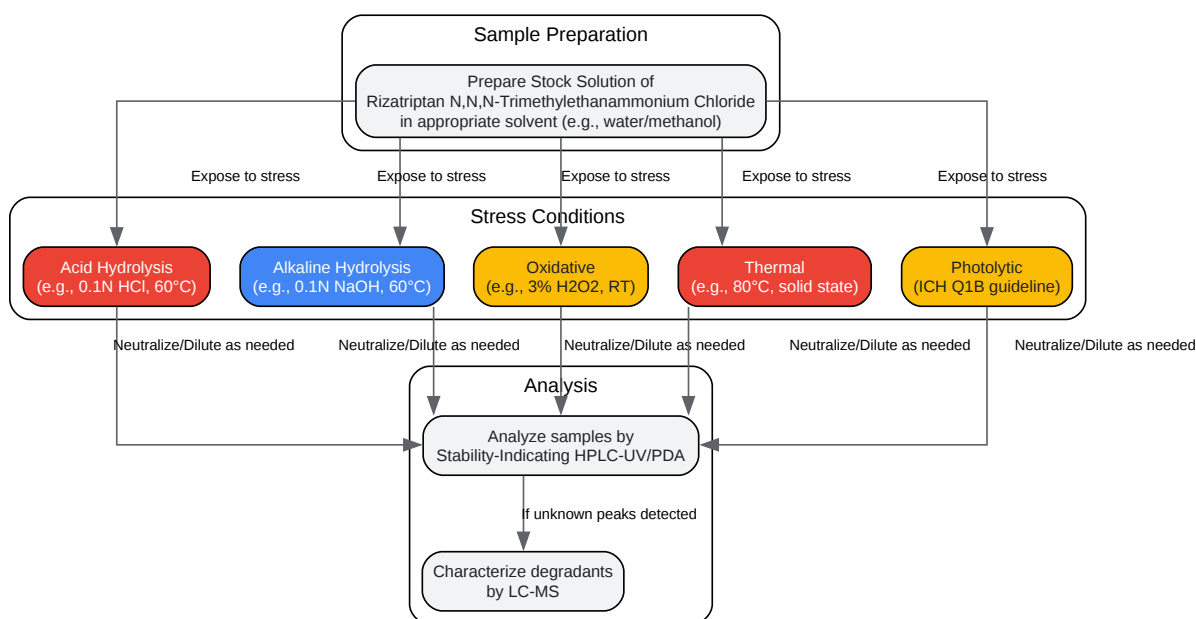 Sample Preparation
Prepare Stock Solution of
Rizatriptan N,N,N-Trimethylethanammonium Chloride
in appropriate solvent (e.g., water/methanol)
Expose to stress
Expose to stress
Expose to stress
Expose to stress
Expose to stress
Stress Conditions
Acid Hydrolysis
(e.g., 0.1N HCl, 60°C)
Alkaline Hydrolysis
(e.g., 0.1N NaOH, 60°C)
Oxidative
(e.g., 3% H2O2, RT)
Thermal
(e.g., 80°C, solid state)
Photolytic
(ICH Q1B guideline)
Neutralize/Dilute as needed
Neutralize/Dilute as needed
Neutralize/Dilute as needed
Neutralize/Dilute as needed
Neutralize/Dilute as needed
Analysis
Analyze samples by
Stability-Indicating HPLC-UV/PDA
If unknown peaks detected
Characterize degradants
by LC-MS